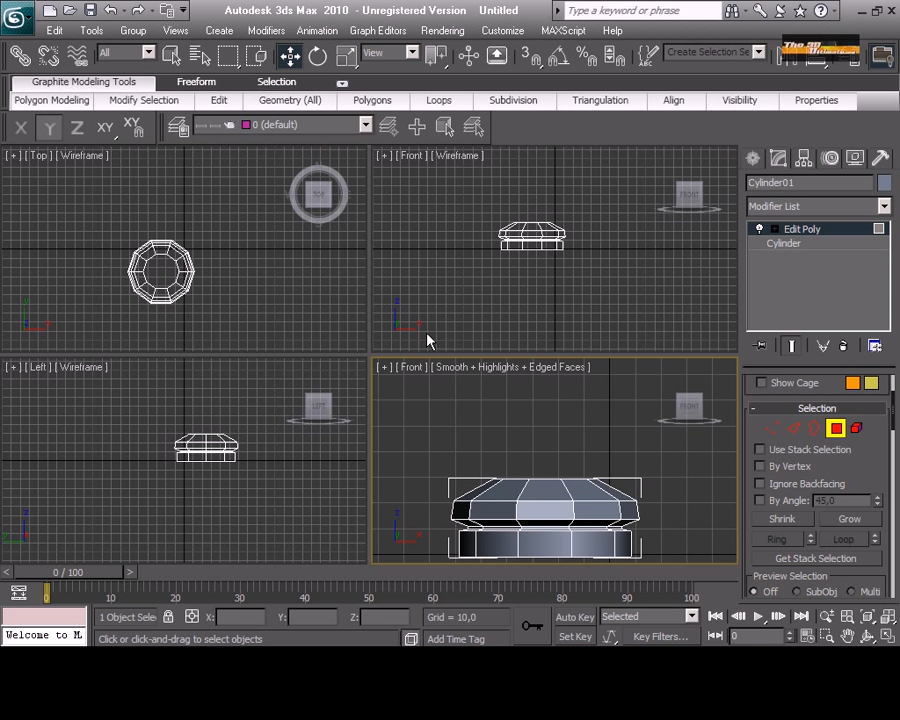 Autodesk 3ds Max 2010 - Unregistered Version Untitled
Type a keyword or phrase
Edit Tools Group Views Create Modifiers Animation Graph Editors Rendering Customize MAXScript Help
All View Create Selection Se
The 3D
Graphite Modeling Tools Freeform Selection
Polygon Modeling Modify Selection Edit Geometry (All) Polygons Loops Subdivision Triangulation Align Visibility Properties
X Y Z XY XY 0 (default)
[ + ] [ Top ] [ Wireframe ]
[ + ] [ Front ] [ Wireframe ]
TOP
FRONT
Cylinder01
Modifier List
Edit Poly
Cylinder
[ + ] [ Left ] [ Wireframe ]
[ + ] [ Front ] [ Smooth + Highlights + Edged Faces ]
LEFT
FRONT
Show Cage
- Selection
Use Stack Selection
By Vertex
Ignore Backfacing
By Angle: 45,0
Shrink Grow
Ring Loop
Get Stack Selection
Preview Selection
Off SubObj Multi
< 0 / 100 >
0 10 20 30 40 50 60 70 80 90 100
1 Object Sele X: Y: Z: Grid = 10,0 Auto Key Selected
Welcome to M Click or click-and-drag to select objects Add Time Tag Set Key Key Filters... 0